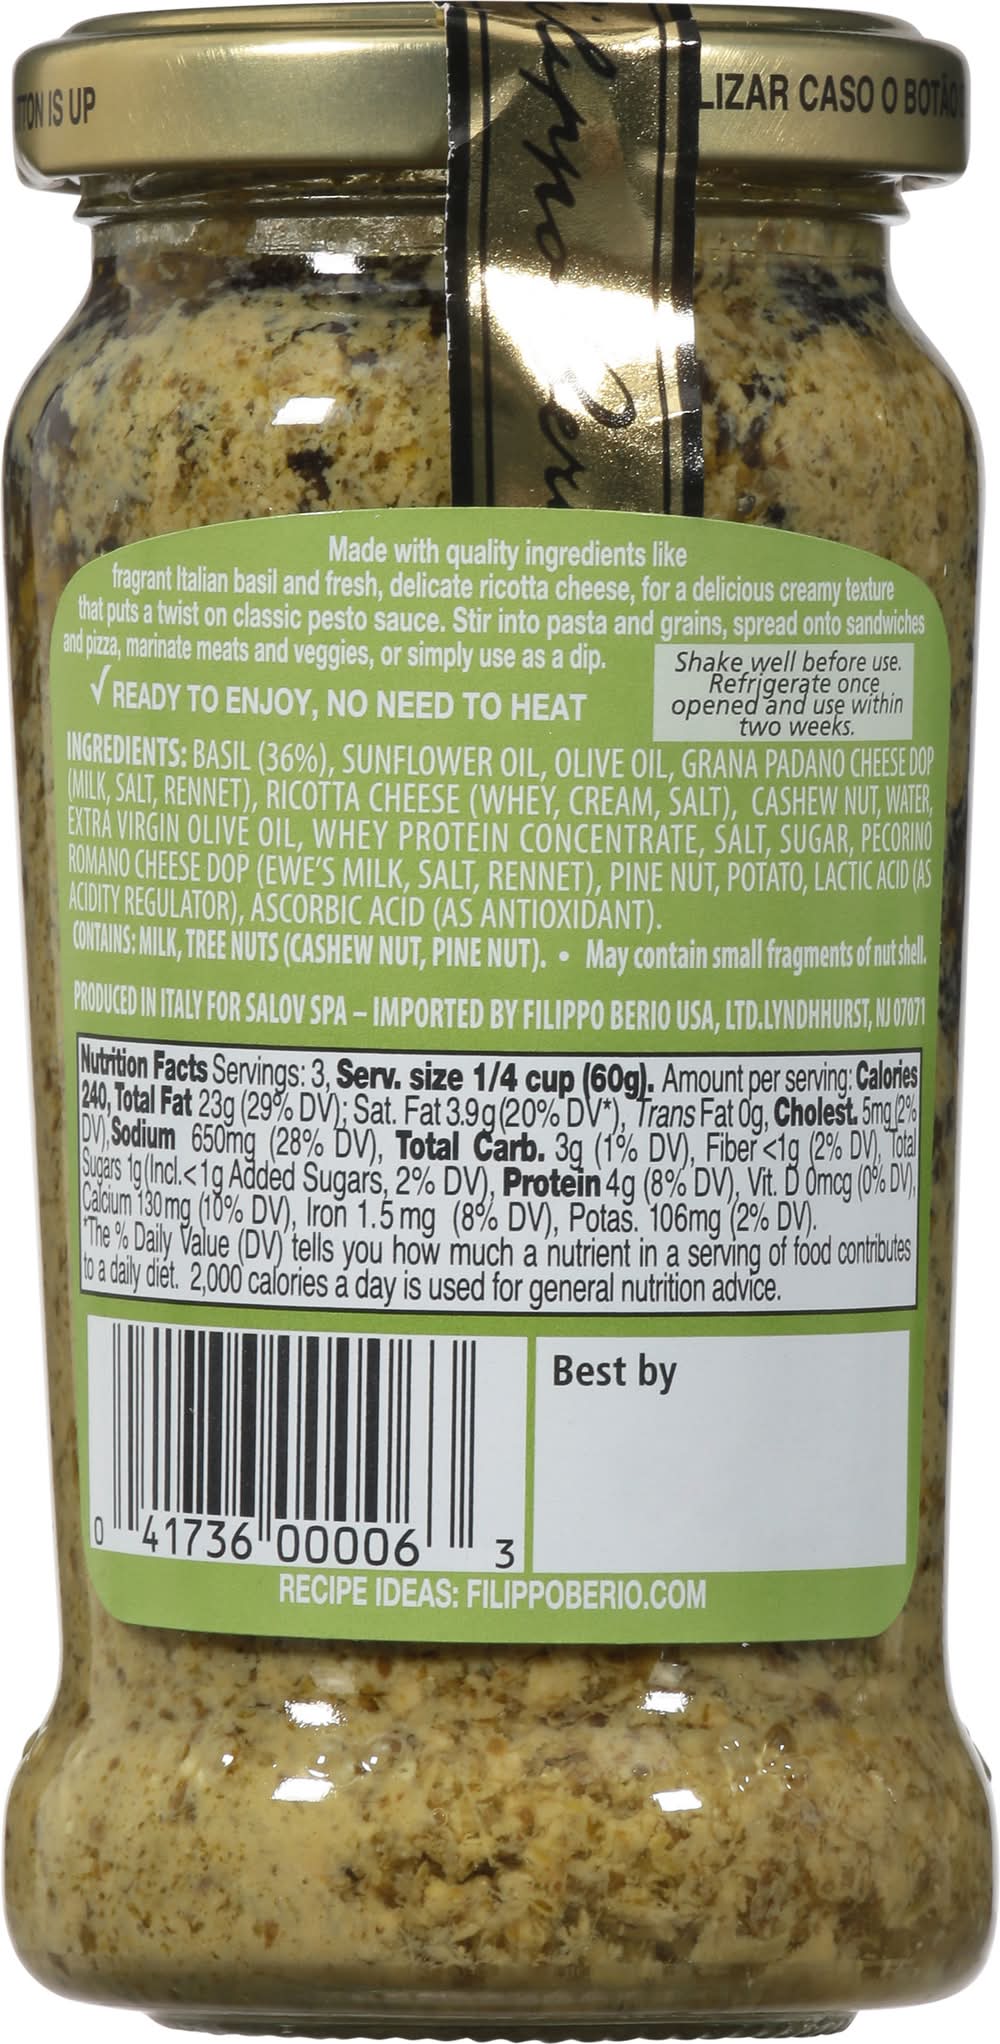 TTON IS UP
LIZAR CASO O BOTÃO
Made with quality ingredients like
fragrant Italian basil and fresh, delicate ricotta cheese, for a delicious creamy texture
that puts a twist on classic pesto sauce. Stir into pasta and grains, spread onto sandwiches
and pizza, marinate meats and veggies, or simply use as a dip.
✓ READY TO ENJOY, NO NEED TO HEAT
Shake well before use.
Refrigerate once
opened and use within
two weeks.
INGREDIENTS: BASIL (36%), SUNFLOWER OIL, OLIVE OIL, GRANA PADANO CHEESE DOP
(MILK, SALT, RENNET), RICOTTA CHEESE (WHEY, CREAM, SALT), CASHEW NUT, WATER,
EXTRA VIRGIN OLIVE OIL, WHEY PROTEIN CONCENTRATE, SALT, SUGAR, PECORINO
ROMANO CHEESE DOP (EWE'S MILK, SALT, RENNET), PINE NUT, POTATO, LACTIC ACID (AS
ACIDITY REGULATOR), ASCORBIC ACID (AS ANTIOXIDANT).
CONTAINS: MILK, TREE NUTS (CASHEW NUT, PINE NUT). • May contain small fragments of nut shell.
PRODUCED IN ITALY FOR SALOV SPA – IMPORTED BY FILIPPO BERIO USA, LTD.LYNDHHURST, NJ 07071
Nutrition Facts Servings: 3, Serv. size 1/4 cup (60g). Amount per serving: Calories
240, Total Fat 23g (29% DV); Sat. Fat 3.9g (20% DV*), Trans Fat 0g, Cholest. 5mg (2%
DV), Sodium 650mg (28% DV), Total Carb. 3g (1% DV), Fiber <1g (2% DV), Total
Sugars 1g (Incl.<1g Added Sugars, 2% DV), Protein 4g (8% DV), Vit. D 0mcg (0% DV),
Calcium 130mg (10% DV), Iron 1.5 mg (8% DV), Potas. 106mg (2% DV).
*The % Daily Value (DV) tells you how much a nutrient in a serving of food contributes
to a daily diet. 2,000 calories a day is used for general nutrition advice.
Best by
0 41736 00006 3
RECIPE IDEAS: FILIPPOBERIO.COM